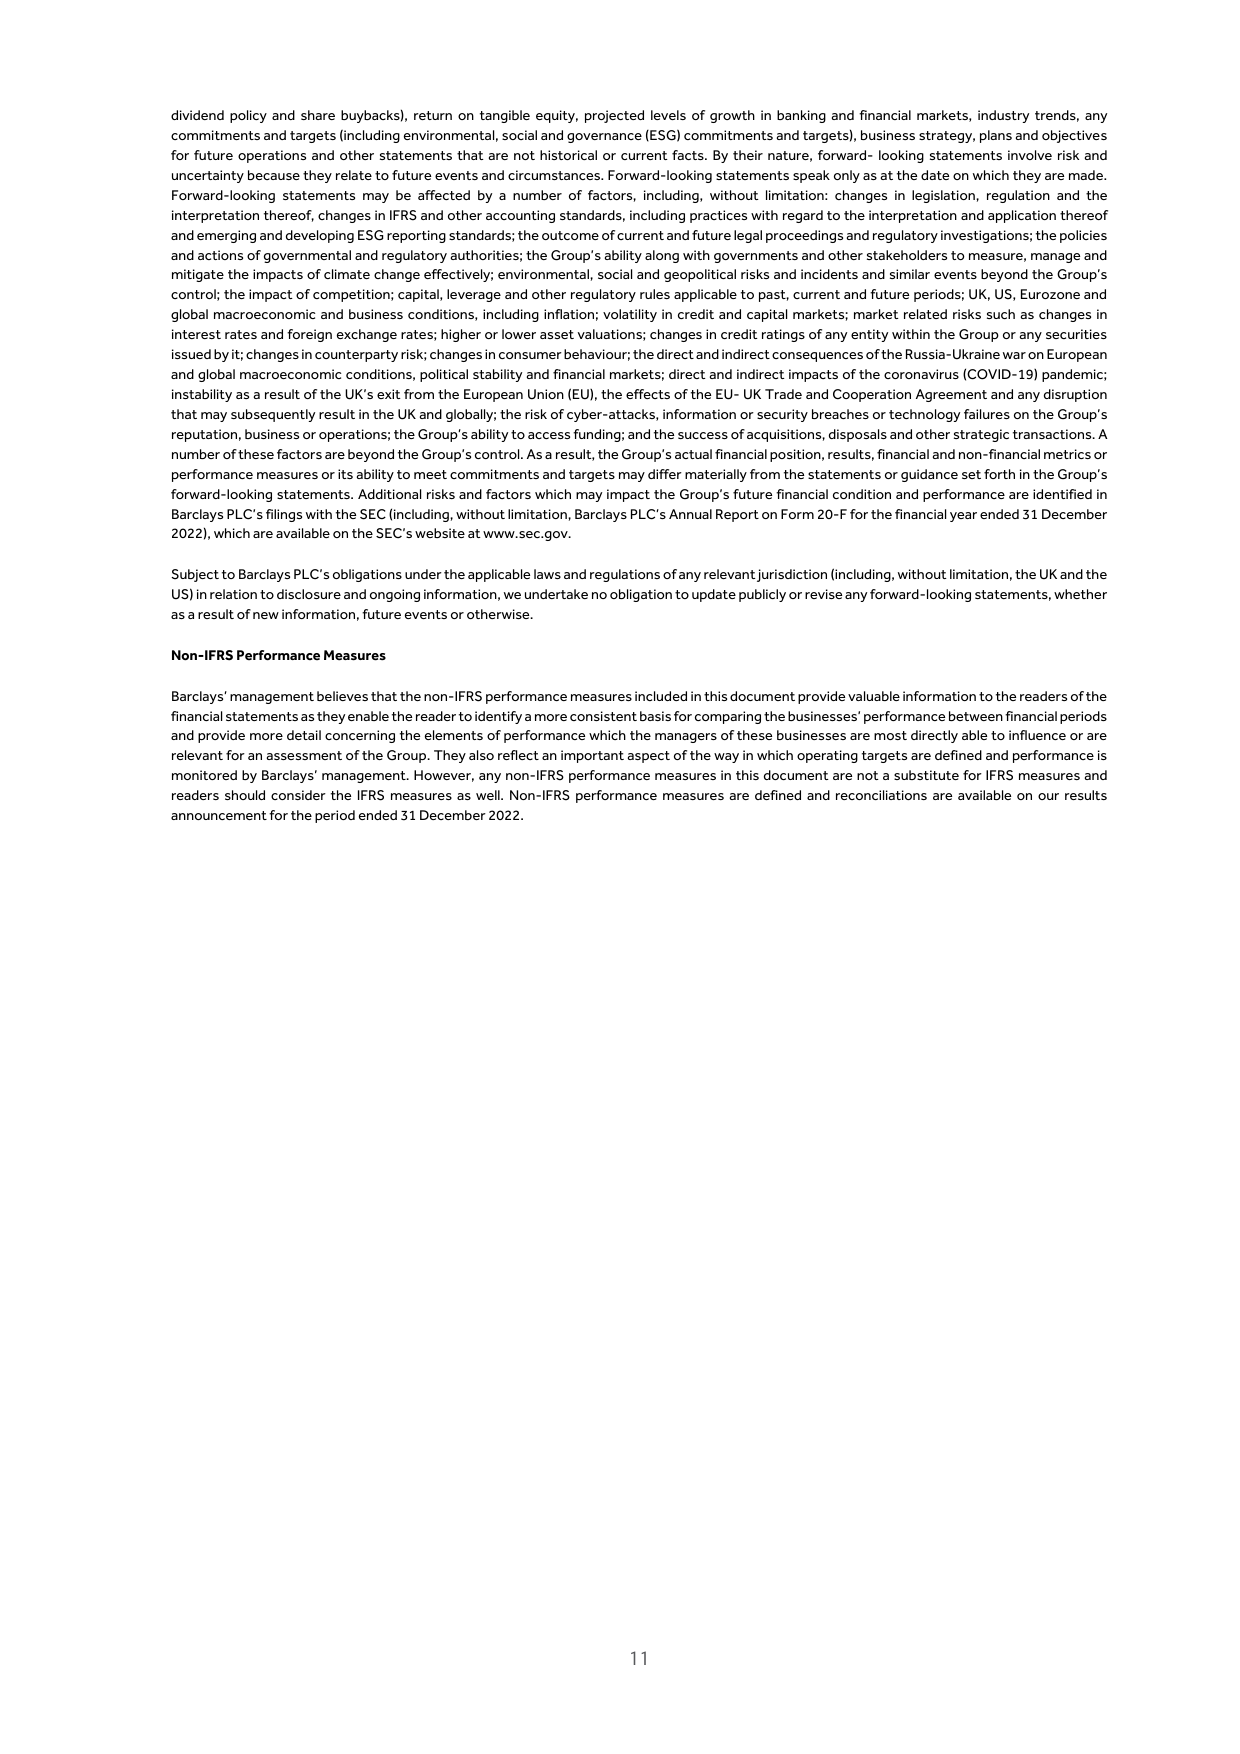 dividend policy and share buybacks), return on tangible equity, projected levels of growth in banking and financial markets, industry trends, any
commitments and targets (including environmental, social and governance (ESG) commitments and targets), business strategy, plans and objectives
for future operations and other statements that are not historical or current facts. By their nature, forward- looking statements involve risk and
uncertainty because they relate to future events and circumstances. Forward-looking statements speak only as at the date on which they are made.
Forward-looking statements may be affected by a number of factors, including, without limitation: changes in legislation, regulation and the
interpretation thereof, changes in IFRS and other accounting standards, including practices with regard to the interpretation and application thereof
and emerging and developing ESG reporting standards; the outcome of current and future legal proceedings and regulatory investigations; the policies
and actions of governmental and regulatory authorities; the Group's ability along with governments and other stakeholders to measure, manage and
mitigate the impacts of climate change effectively; environmental, social and geopolitical risks and incidents and similar events beyond the Group's
control; the impact of competition; capital, leverage and other regulatory rules applicable to past, current and future periods; UK, US, Eurozone and
global macroeconomic and business conditions, including inflation; volatility in credit and capital markets; market related risks such as changes in
interest rates and foreign exchange rates; higher or lower asset valuations; changes in credit ratings of any entity within the Group or any securities
issued by it; changes in counterparty risk; changes in consumer behaviour; the direct and indirect consequences of the Russia-Ukraine war on European
and global macroeconomic conditions, political stability and financial markets; direct and indirect impacts of the coronavirus (COVID-19) pandemic;
instability as a result of the UK's exit from the European Union (EU), the effects of the EU- UK Trade and Cooperation Agreement and any disruption
that may subsequently result in the UK and globally; the risk of cyber-attacks, information or security breaches or technology failures on the Group's
reputation, business or operations; the Group's ability to access funding; and the success of acquisitions, disposals and other strategic transactions. A
number of these factors are beyond the Group's control. As a result, the Group's actual financial position, results, financial and non-financial metrics or
performance measures or its ability to meet commitments and targets may differ materially from the statements or guidance set forth in the Group's
forward-looking statements. Additional risks and factors which may impact the Group's future financial condition and performance are identified in
Barclays PLC's filings with the SEC (including, without limitation, Barclays PLC's Annual Report on Form 20-F for the financial year ended 31 December
2022), which are available on the SEC's website at www.sec.gov.
Subject to Barclays PLC's obligations under the applicable laws and regulations of any relevant jurisdiction (including, without limitation, the UK and the
US) in relation to disclosure and ongoing information, we undertake no obligation to update publicly or revise any forward-looking statements, whether
as a result of new information, future events or otherwise.
Non-IFRS Performance Measures
Barclays' management believes that the non-IFRS performance measures included in this document provide valuable information to the readers of the
financial statements as they enable the reader to identify a more consistent basis for comparing the businesses' performance between financial periods
and provide more detail concerning the elements of performance which the managers of these businesses are most directly able to influence or are
relevant for an assessment of the Group. They also reflect an important aspect of the way in which operating targets are defined and performance is
monitored by Barclays' management. However, any non-IFRS performance measures in this document are not a substitute for IFRS measures and
readers should consider the IFRS measures as well. Non-IFRS performance measures are defined and reconciliations are available on our results
announcement for the period ended 31 December 2022.
11